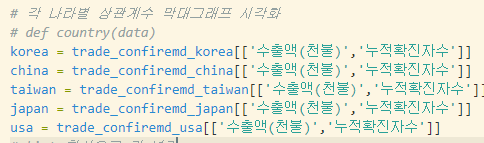 # 각 나라별 상관계수 막대그래프 시각화
# def country(data)
korea = trade_confiremd_korea[['수출액(천불)','누적확진자수']]
china = trade_confiremd_china[['수출액(천불)','누적확진자수']]
taiwan = trade_confiremd_taiwan[['수출액(천불)','누적확진자수']]
japan = trade_confiremd_japan[['수출액(천불)','누적확진자수']]
usa = trade_confiremd_usa[['수출액(천불)','누적확진자수']]